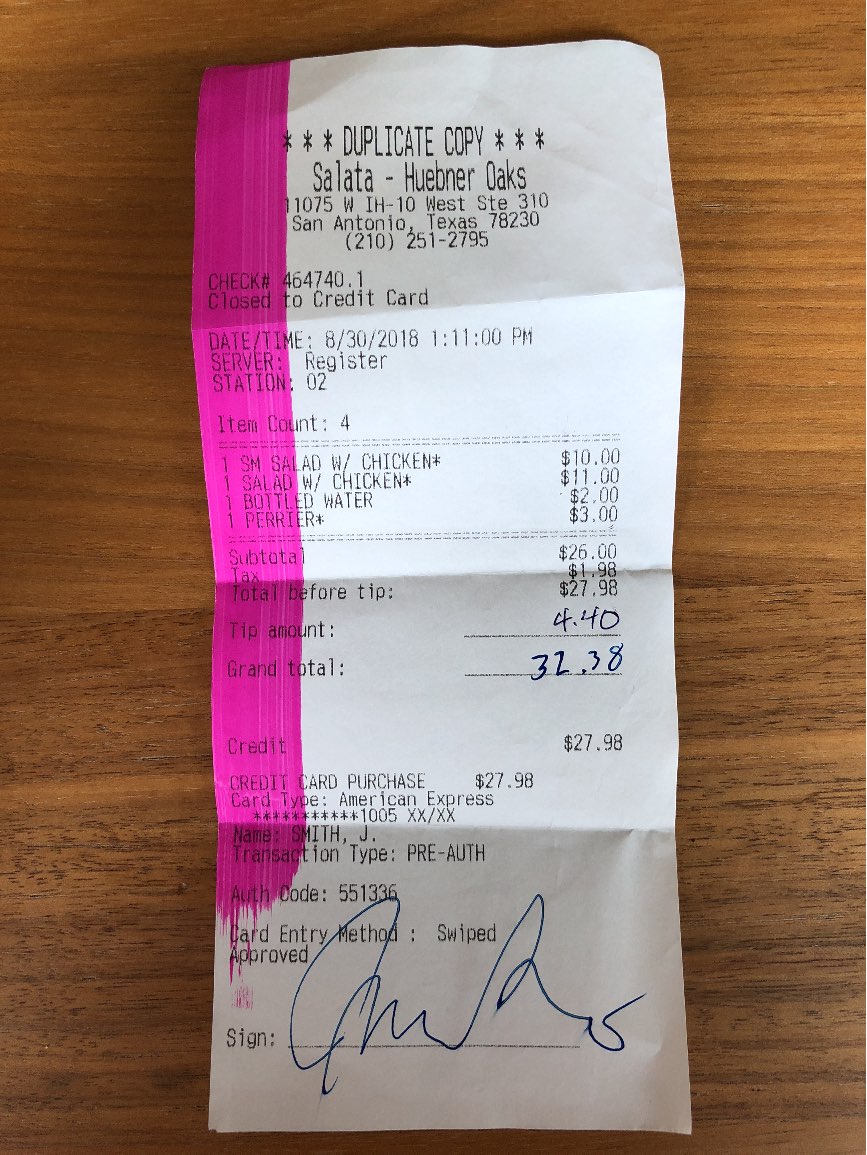 * * * DUPLICATE COPY * * *
Salata - Huebner Oaks
11075 W IH-10 West Ste 310
San Antonio, Texas 78230
(210) 251-2795
CHECK# 464740.1
Closed to Credit Card
DATE/TIME: 8/30/2018 1:11:00 PM
SERVER: Register
STATION: 02
Item Count: 4
1 SM SALAD W/ CHICKEN* $10.00
1 SALAD W/ CHICKEN* $11.00
1 BOTTLED WATER $2.00
1 PERRIER* $3.00
Subtotal $26.00
Tax $1.98
Total before tip: $27.98
Tip amount: 4.40
Grand total: 32.38
Credit $27.98
CREDIT CARD PURCHASE $27.98
Card Type: American Express
***********1005 XX/XX
Name: SMITH, J.
Transaction Type: PRE-AUTH
Auth Code: 551336
Card Entry Method : Swiped
Approved
Sign: